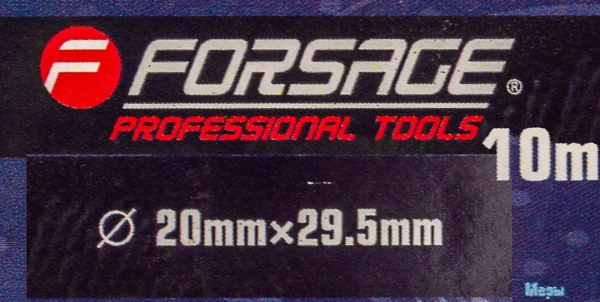 F FORSAGE®
PROFESSIONAL TOOLS
10m
Ø 20mm×29.5mm
Меры